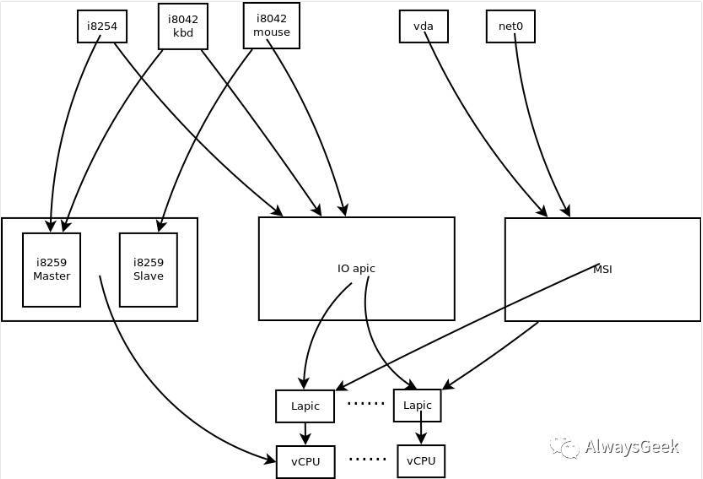 i8254
i8042
kbd
i8042
mouse
vda
net0
i8259
Master
i8259
Slave
IO apic
MSI
Lapic
......
Lapic
vCPU
......
vCPU
AlwaysGeek